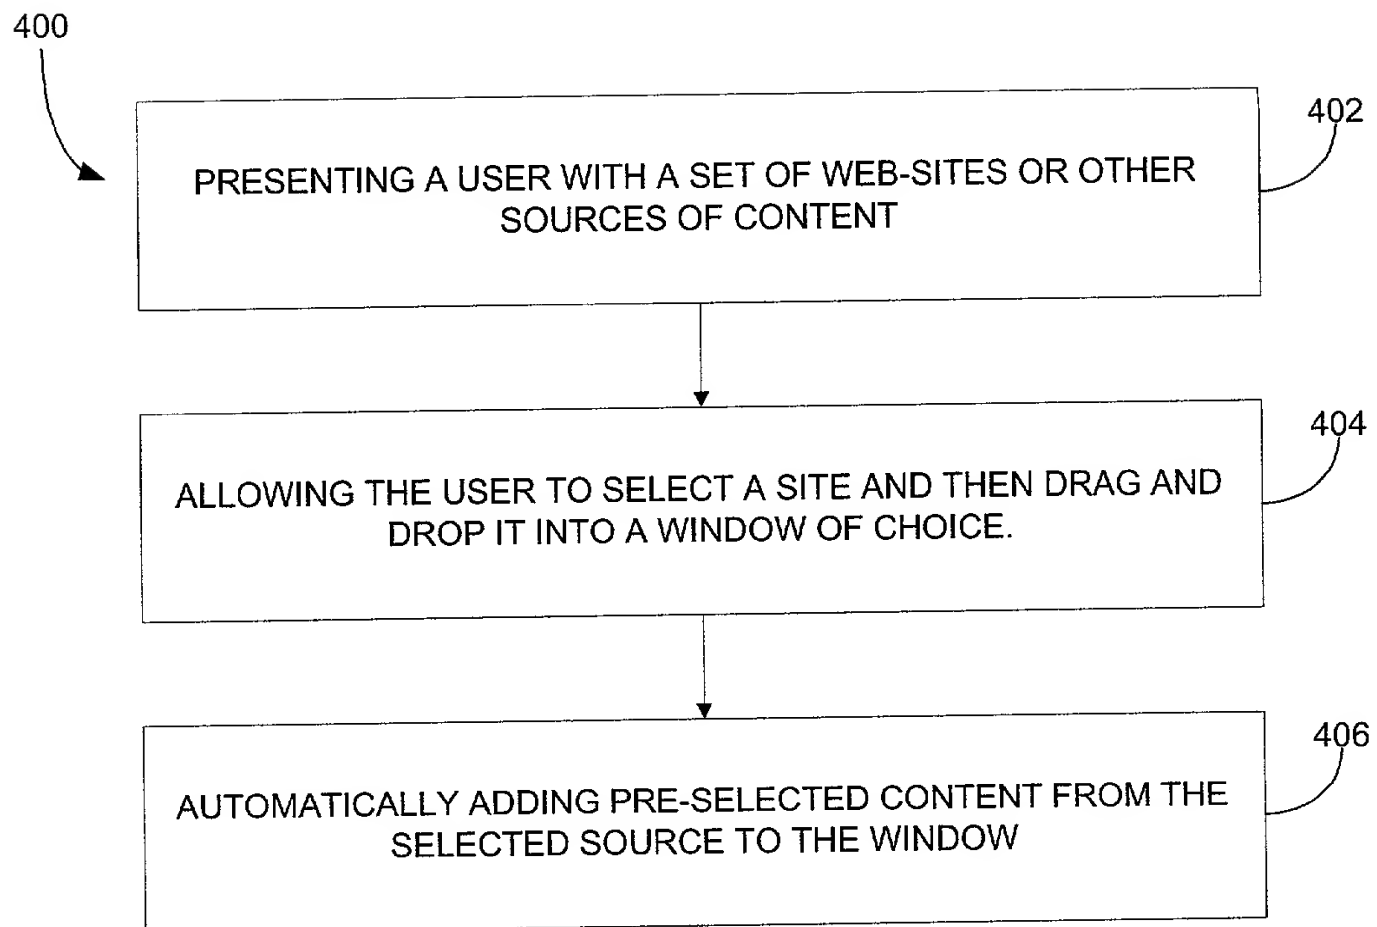 400
402
PRESENTING A USER WITH A SET OF WEB-SITES OR OTHER
SOURCES OF CONTENT
404
ALLOWING THE USER TO SELECT A SITE AND THEN DRAG AND
DROP IT INTO A WINDOW OF CHOICE.
406
AUTOMATICALLY ADDING PRE-SELECTED CONTENT FROM THE
SELECTED SOURCE TO THE WINDOW